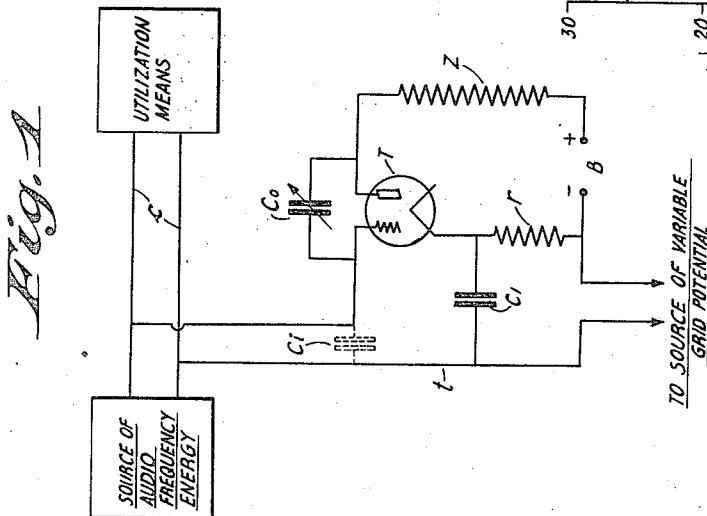 Fig. 1
UTILIZATION
MEANS
SOURCE OF
AUDIO
FREQUENCY
ENERGY
x
Co
T
Z
Ci
C1
r
- B +
t
TO SOURCE OF VARIABLE
GRID POTENTIAL
30
20